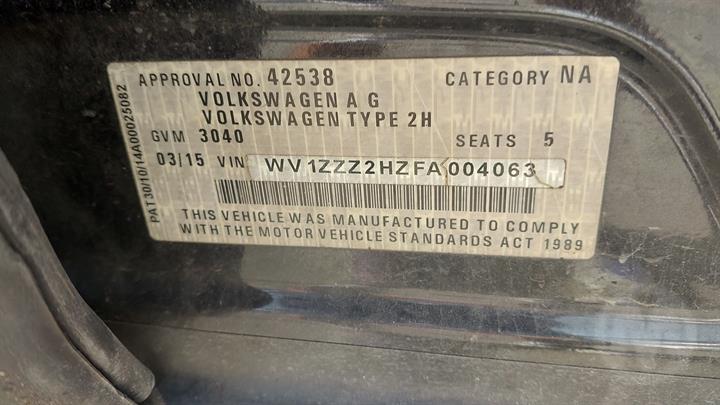 APPROVAL NO. 42538 CATEGORY NA
VOLKSWAGEN A G
VOLKSWAGEN TYPE 2H
GVM 3040 SEATS 5
03/15 VIN WV1ZZZ2HZFA004063
THIS VEHICLE WAS MANUFACTURED TO COMPLY
WITH THE MOTOR VEHICLE STANDARDS ACT 1989
PAT30/10/14A00025082